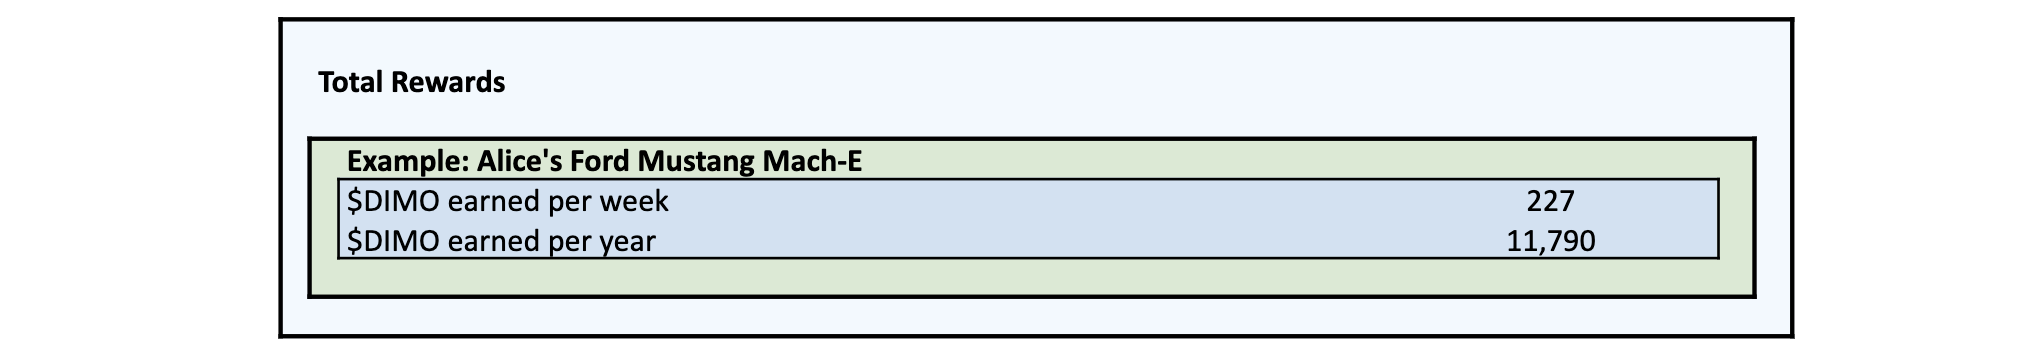 Total Rewards
Example: Alice's Ford Mustang Mach-E
$DIMO earned per week 227
$DIMO earned per year 11,790